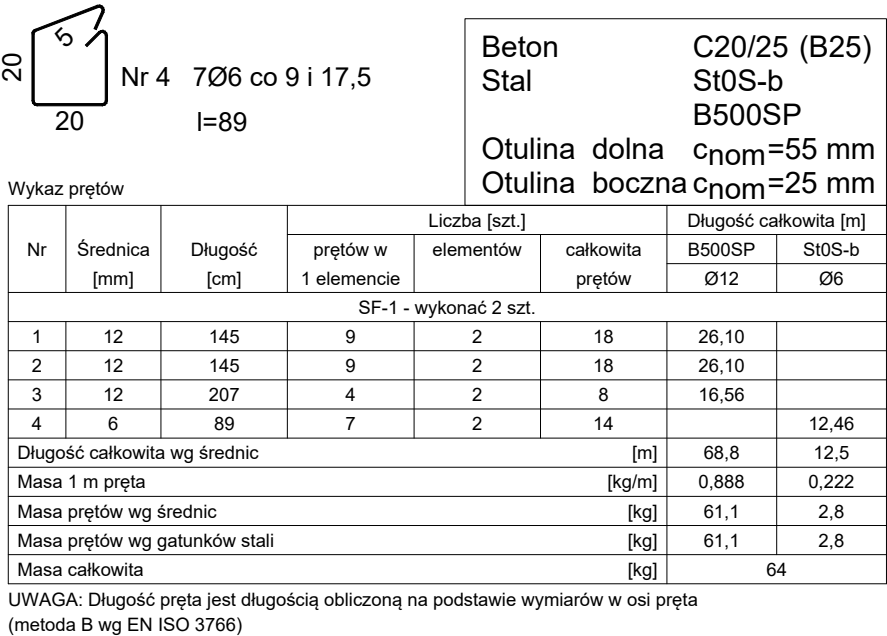 5
20
20
Nr 4 7Ø6 co 9 i 17,5
l=89
Beton C20/25 (B25)
Stal St0S-b
B500SP
Otulina dolna cnom=55 mm
Otulina boczna cnom=25 mm
Wykaz prętów
Nr Średnica [mm] Długość [cm] Liczba [szt.] Długość całkowita [m]
prętów w 1 elemencie elementów całkowita prętów B500SP St0S-b
Ø12 Ø6
SF-1 - wykonać 2 szt.
1 12 145 9 2 18 26,10
2 12 145 9 2 18 26,10
3 12 207 4 2 8 16,56
4 6 89 7 2 14 12,46
Długość całkowita wg średnic [m] 68,8 12,5
Masa 1 m pręta [kg/m] 0,888 0,222
Masa prętów wg średnic [kg] 61,1 2,8
Masa prętów wg gatunków stali [kg] 61,1 2,8
Masa całkowita [kg] 64
UWAGA: Długość pręta jest długością obliczoną na podstawie wymiarów w osi pręta
(metoda B wg EN ISO 3766)